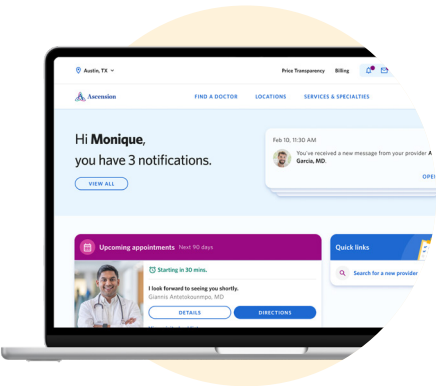 Austin, TX
Price Transparency
Billing
Ascension
FIND A DOCTOR
LOCATIONS
SERVICES & SPECIALTIES
Hi Monique,
you have 3 notifications.
VIEW ALL
Feb 10, 11:30 AM
You've received a new message from your provider A
Garcia, MD.
OPE
Upcoming appointments Next 90 days
Starting in 30 mins.
I look forward to seeing you shortly.
Giannis Antetokounmpo, MD
DETAILS
DIRECTIONS
Quick links
Search for a new provider